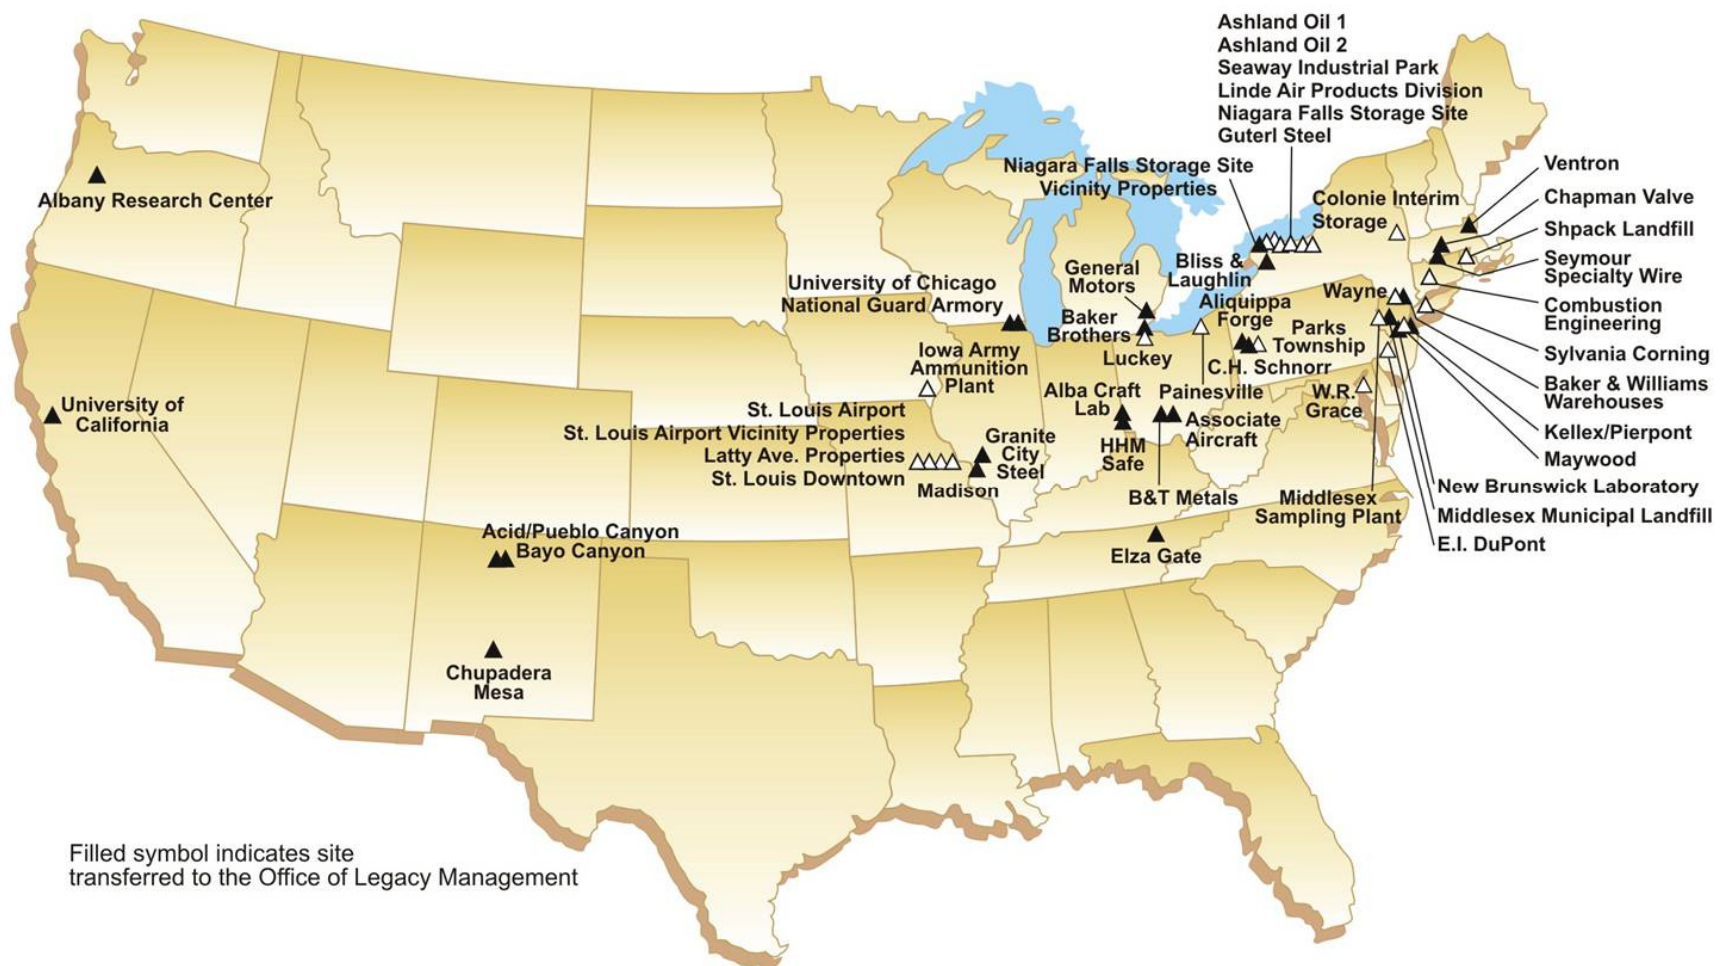 Ashland Oil 1
Ashland Oil 2
Seaway Industrial Park
Linde Air Products Division
Niagara Falls Storage Site
Guterl Steel
Niagara Falls Storage Site
Vicinity Properties
Colonie Interim
Storage
Ventron
Chapman Valve
Shpack Landfill
Seymour
Specialty Wire
Combustion
Engineering
Sylvania Corning
Baker & Williams
Warehouses
Kellex/Pierpont
Maywood
New Brunswick Laboratory
Middlesex Municipal Landfill
E.I. DuPont
Albany Research Center
University of
California
University of Chicago
National Guard Armory
General
Motors
Bliss &
Laughlin
Baker
Brothers
Luckey
Aliquippa
Forge
Parks
Township
C.H. Schnorr
Wayne
Iowa Army
Ammunition
Plant
Alba Craft
Lab
Painesville
W.R.
Grace
Associate
Aircraft
HHM
Safe
St. Louis Airport
St. Louis Airport Vicinity Properties
Latty Ave. Properties
St. Louis Downtown
Granite
City
Steel
Madison
B&T Metals
Middlesex
Sampling Plant
Elza Gate
Acid/Pueblo Canyon
Bayo Canyon
Chupadera
Mesa
Filled symbol indicates site
transferred to the Office of Legacy Management